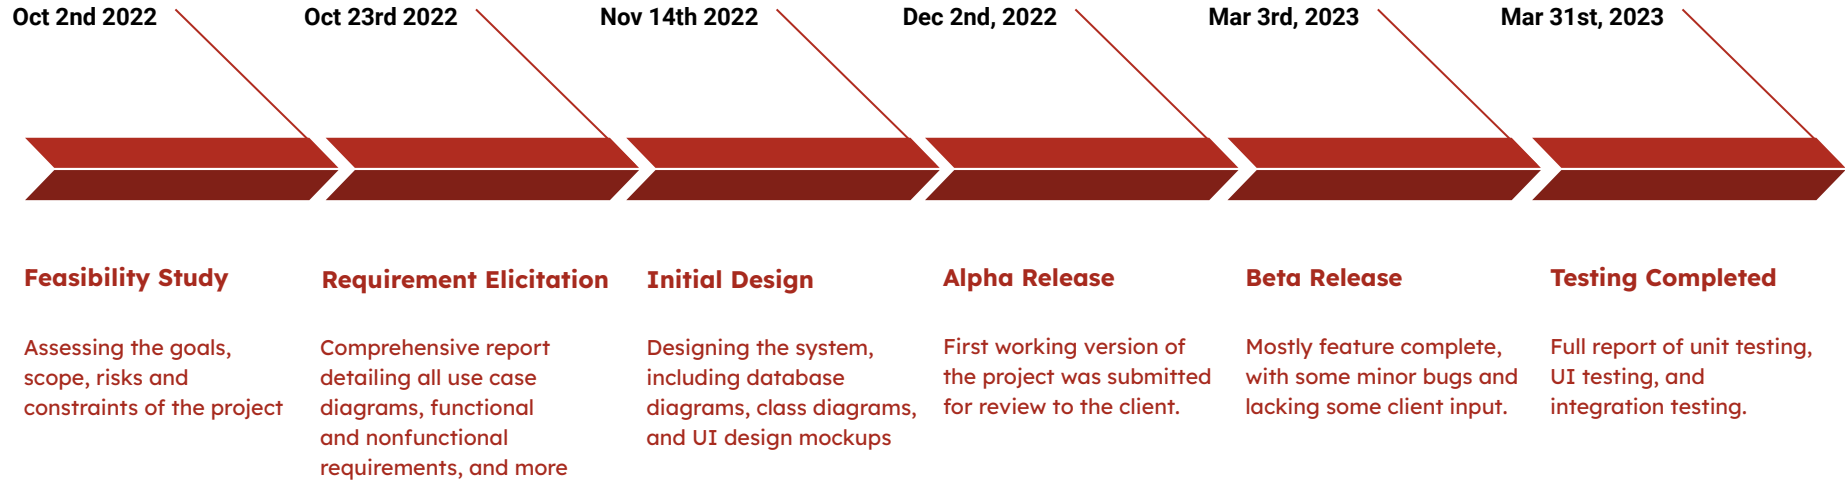 Oct 2nd 2022
Oct 23rd 2022
Nov 14th 2022
Dec 2nd, 2022
Mar 3rd, 2023
Mar 31st, 2023
Feasibility Study
Assessing the goals,
scope, risks and
constraints of the project
Requirement Elicitation
Comprehensive report
detailing all use case
diagrams, functional
and nonfunctional
requirements, and more
Initial Design
Designing the system,
including database
diagrams, class diagrams,
and UI design mockups
Alpha Release
First working version of
the project was submitted
for review to the client.
Beta Release
Mostly feature complete,
with some minor bugs and
lacking some client input.
Testing Completed
Full report of unit testing,
UI testing, and
integration testing.